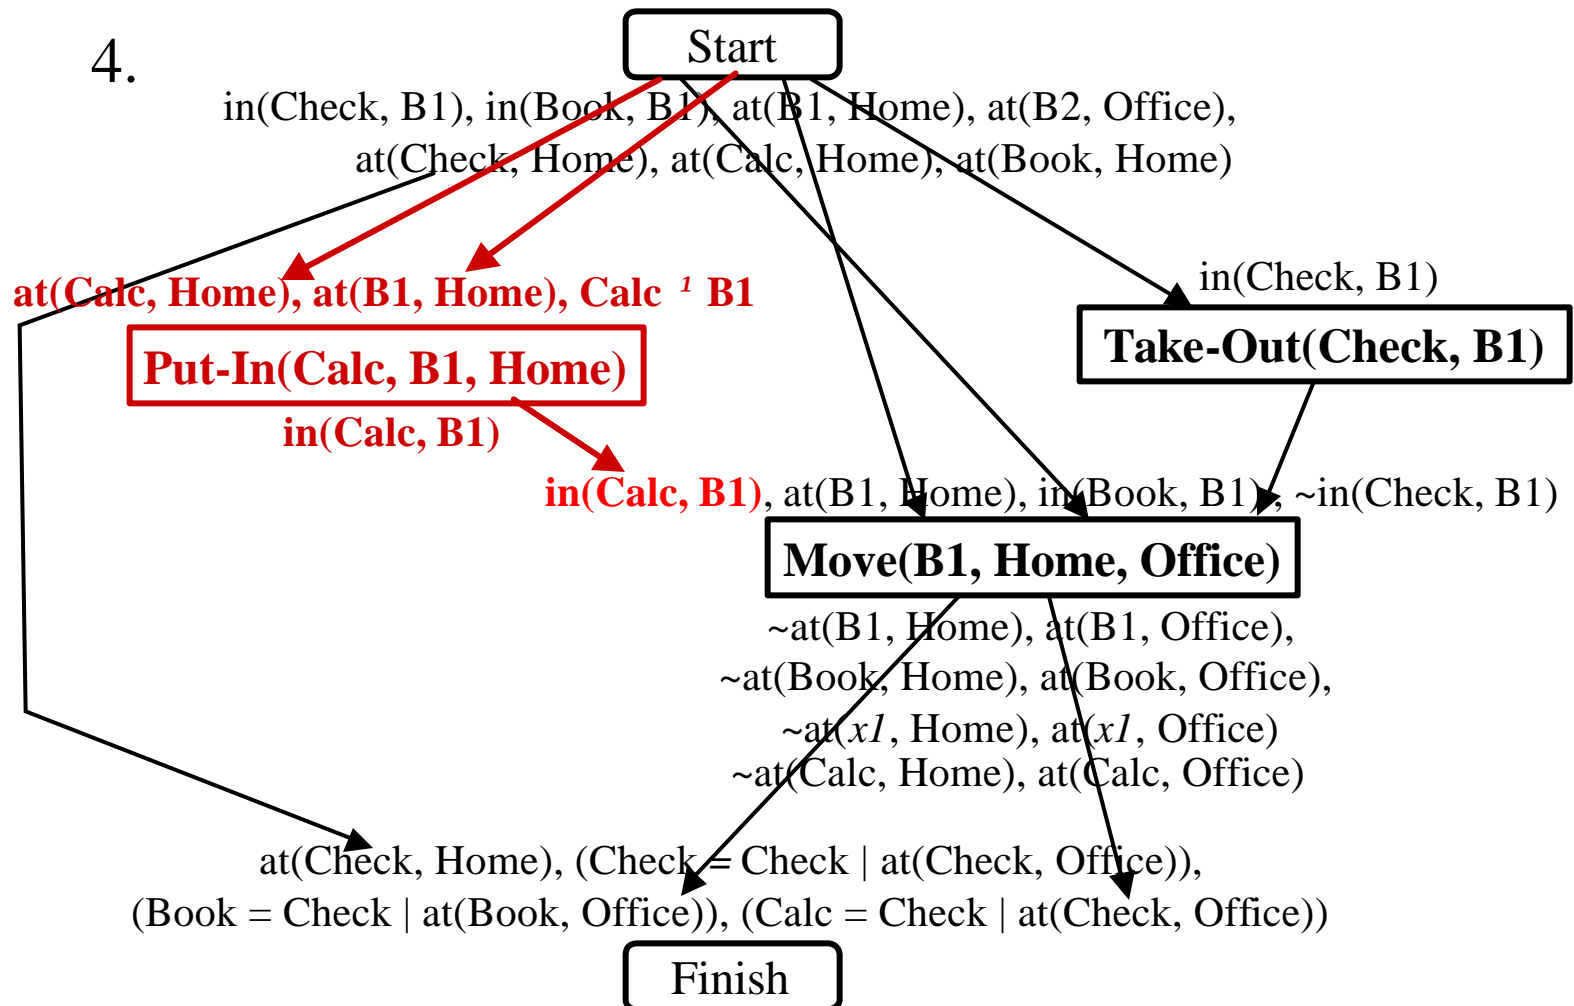 4.
Start
in(Check, B1), in(Book, B1), at(B1, Home), at(B2, Office),
at(Check, Home), at(Calc, Home), at(Book, Home)
at(Calc, Home), at(B1, Home), Calc ¹ B1
in(Check, B1)
Put-In(Calc, B1, Home)
Take-Out(Check, B1)
in(Calc, B1)
in(Calc, B1), at(B1, Home), in(Book, B1) , ~in(Check, B1)
Move(B1, Home, Office)
~at(B1, Home), at(B1, Office),
~at(Book, Home), at(Book, Office),
~at(x1, Home), at(x1, Office)
~at(Calc, Home), at(Calc, Office)
at(Check, Home), (Check = Check | at(Check, Office)),
(Book = Check | at(Book, Office)), (Calc = Check | at(Check, Office))
Finish